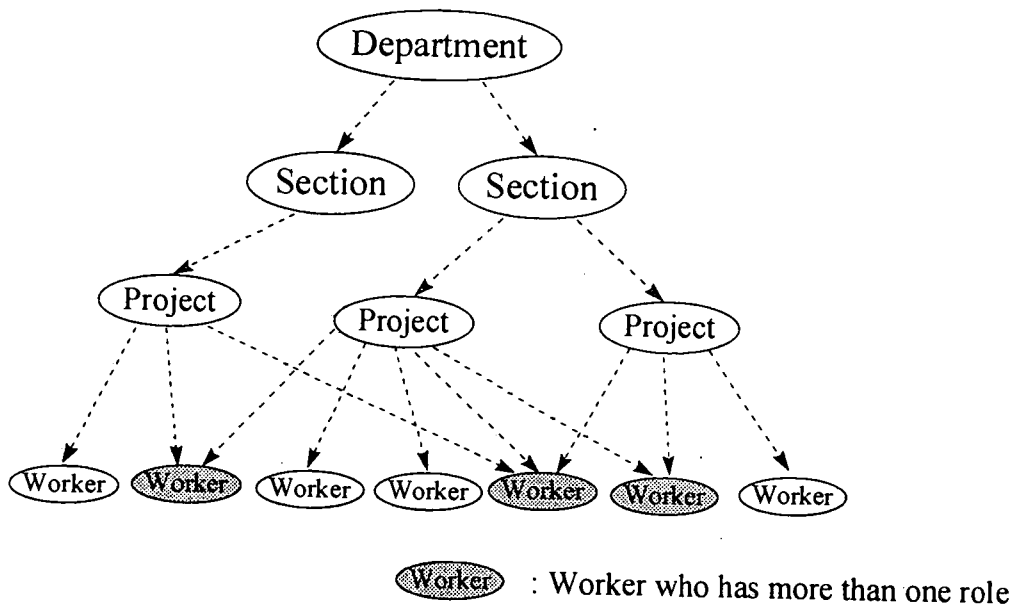 Department
Section
Section
Project
Project
Project
Worker
Worker
Worker
Worker
Worker
Worker
Worker
Worker : Worker who has more than one role